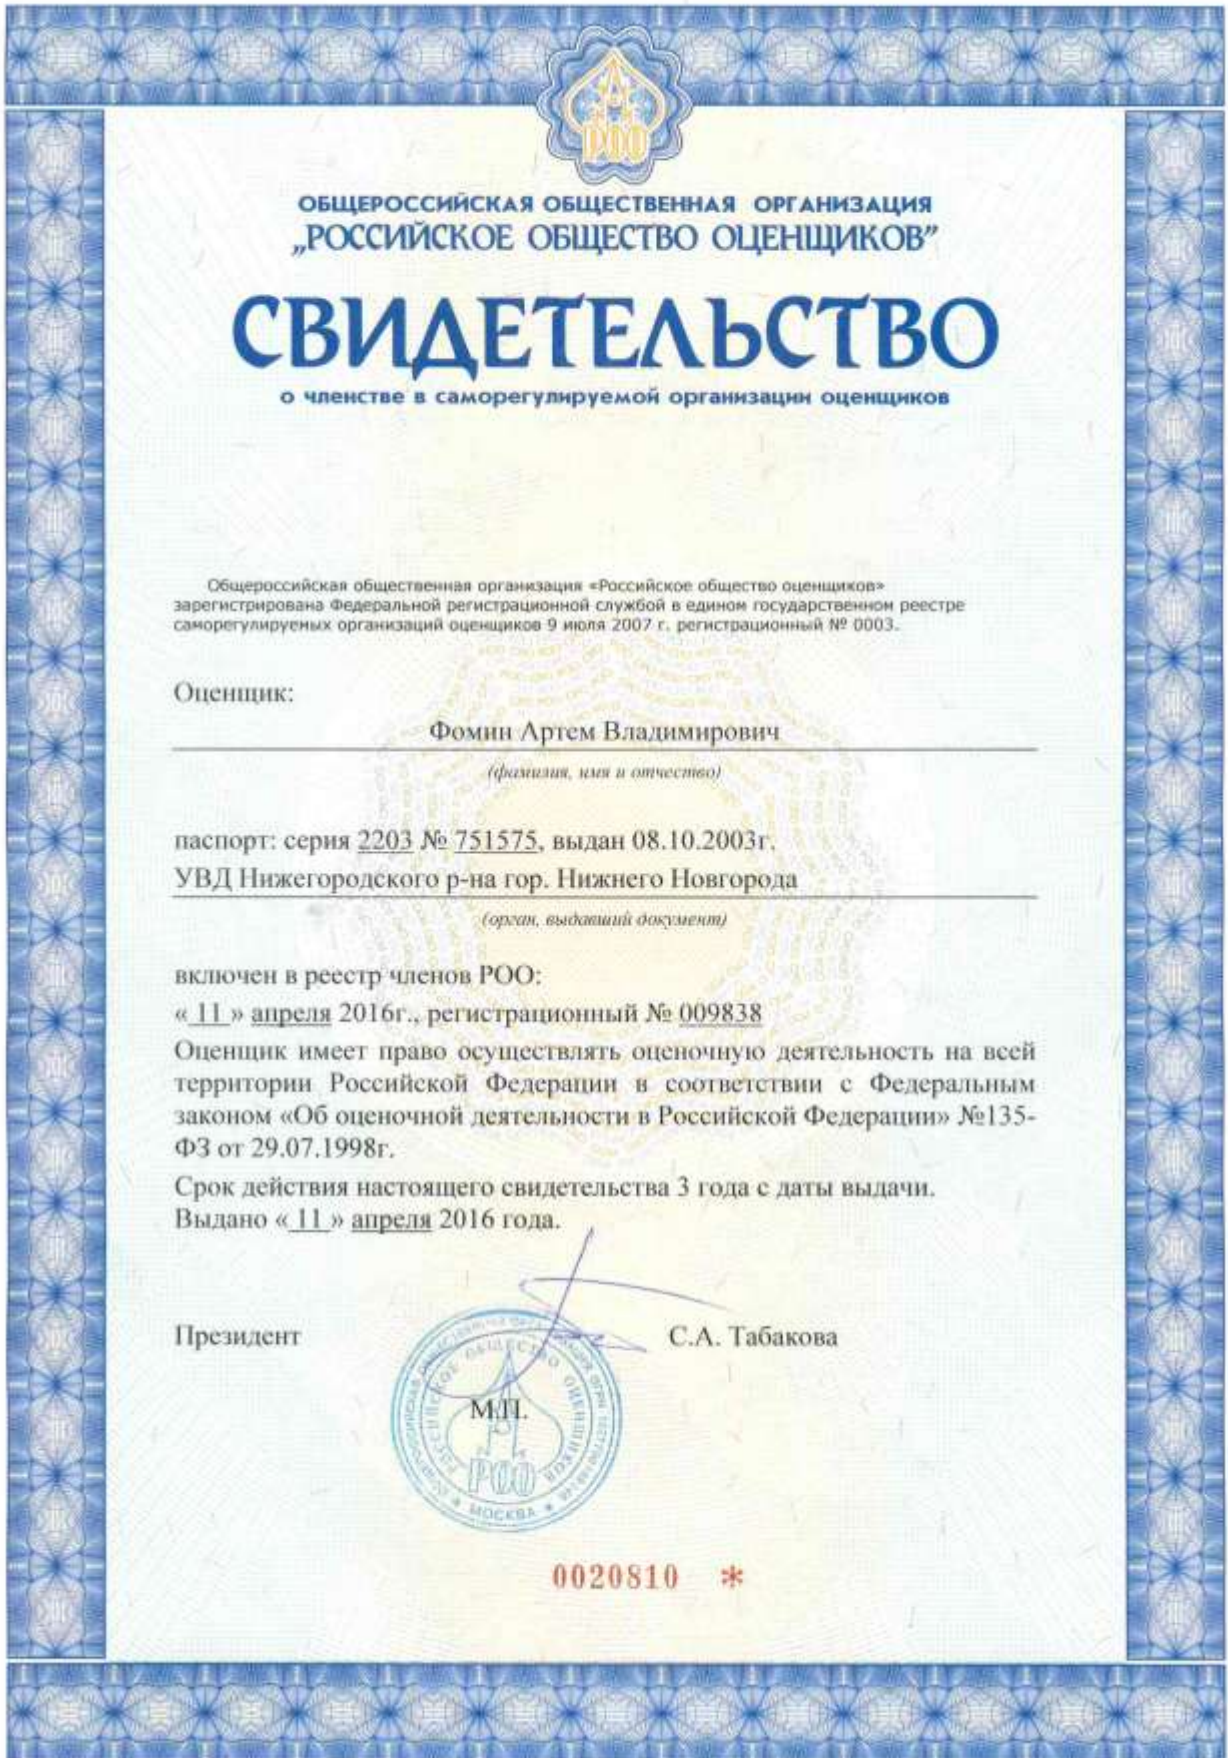 РОО
ОБЩЕРОССИЙСКАЯ ОБЩЕСТВЕННАЯ ОРГАНИЗАЦИЯ
„РОССИЙСКОЕ ОБЩЕСТВО ОЦЕНЩИКОВ”
СВИДЕТЕЛЬСТВО
о членстве в саморегулируемой организации оценщиков
Общероссийская общественная организация «Российское общество оценщиков»
зарегистрирована Федеральной регистрационной службой в едином государственном реестре
саморегулируемых организаций оценщиков 9 июля 2007 г. регистрационный № 0003.
Оценщик:
Фомин Артем Владимирович
(фамилия, имя и отчество)
паспорт: серия 2203 № 751575, выдан 08.10.2003г.
УВД Нижегородского р-на гор. Нижнего Новгорода
(орган, выдавший документ)
включен в реестр членов РОО:
« 11 » апреля 2016г., регистрационный № 009838
Оценщик имеет право осуществлять оценочную деятельность на всей
территории Российской Федерации в соответствии с Федеральным
законом «Об оценочной деятельности в Российской Федерации» №135-
ФЗ от 29.07.1998г.
Срок действия настоящего свидетельства 3 года с даты выдачи.
Выдано « 11 » апреля 2016 года.
Президент
С.А. Табакова
М.П.
РОССИЙСКОЕ ОБЩЕСТВО ОЦЕНЩИКОВ
РОО
МОСКВА
0020810 *